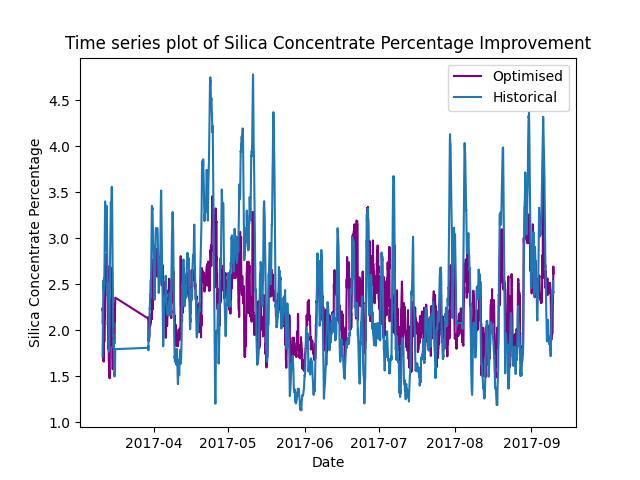 Time series plot of Silica Concentrate Percentage Improvement
Optimised
Historical
4.5
4.0
3.5
3.0
2.5
2.0
1.5
1.0
Silica Concentrate Percentage
2017-04 2017-05 2017-06 2017-07 2017-08 2017-09
Date